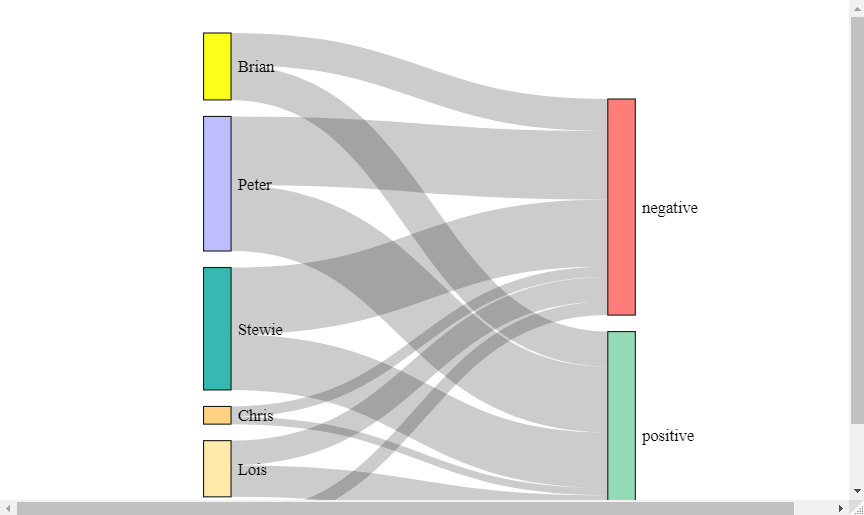 Brian
Peter
Stewie
Chris
Lois
negative
positive